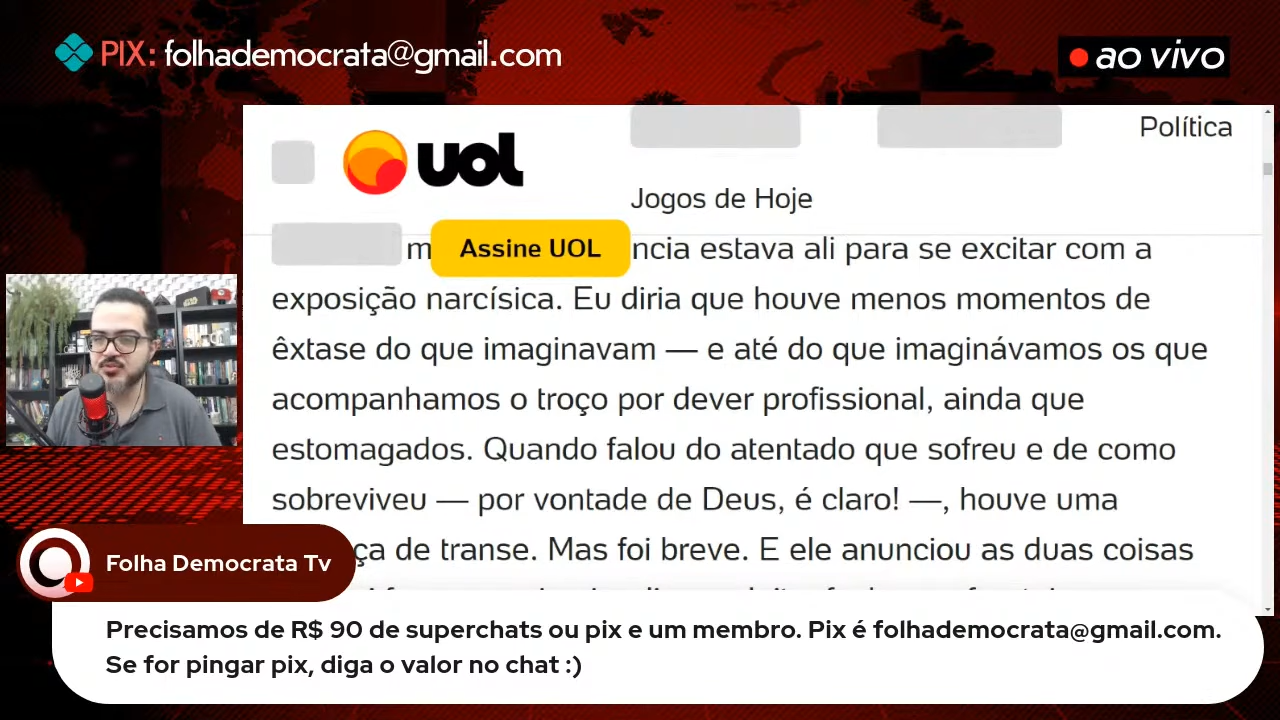 PIX: folhademocrata@gmail.com
ao vivo
uol
Política
Jogos de Hoje
Assine UOL
ncia estava ali para se excitar com a
exposição narcísica. Eu diria que houve menos momentos de
êxtase do que imaginavam — e até do que imaginávamos os que
acompanhamos o troço por dever profissional, ainda que
estomagados. Quando falou do atentado que sofreu e de como
sobreviveu — por vontade de Deus, é claro! —, houve uma
ça de transe. Mas foi breve. E ele anunciou as duas coisas
Folha Democrata Tv
Precisamos de R$ 90 de superchats ou pix e um membro. Pix é folhademocrata@gmail.com.
Se for pingar pix, diga o valor no chat :)